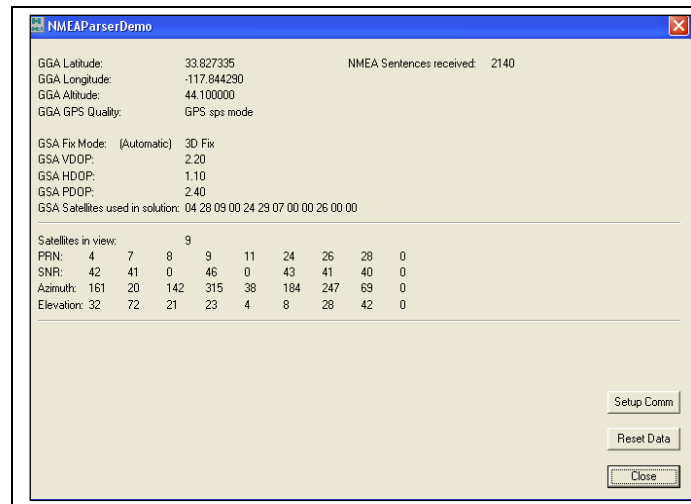 NMEAParserDemo
GGA Latitude: 33.827335 NMEA Sentences received: 2140
GGA Longitude: -117.844290
GGA Altitude: 44.100000
GGA GPS Quality: GPS sps mode
GSA Fix Mode: (Automatic) 3D Fix
GSA VDOP: 2.20
GSA HDOP: 1.10
GSA PDOP: 2.40
GSA Satellites used in solution: 04 28 09 00 24 29 07 00 00 26 00 00
Satellites in view: 9
PRN: 4 7 8 9 11 24 26 28 0
SNR: 42 41 0 46 0 43 41 40 0
Azimuth: 161 20 142 315 38 184 247 69 0
Elevation: 32 72 21 23 4 8 28 42 0
Setup Comm
Reset Data
Close